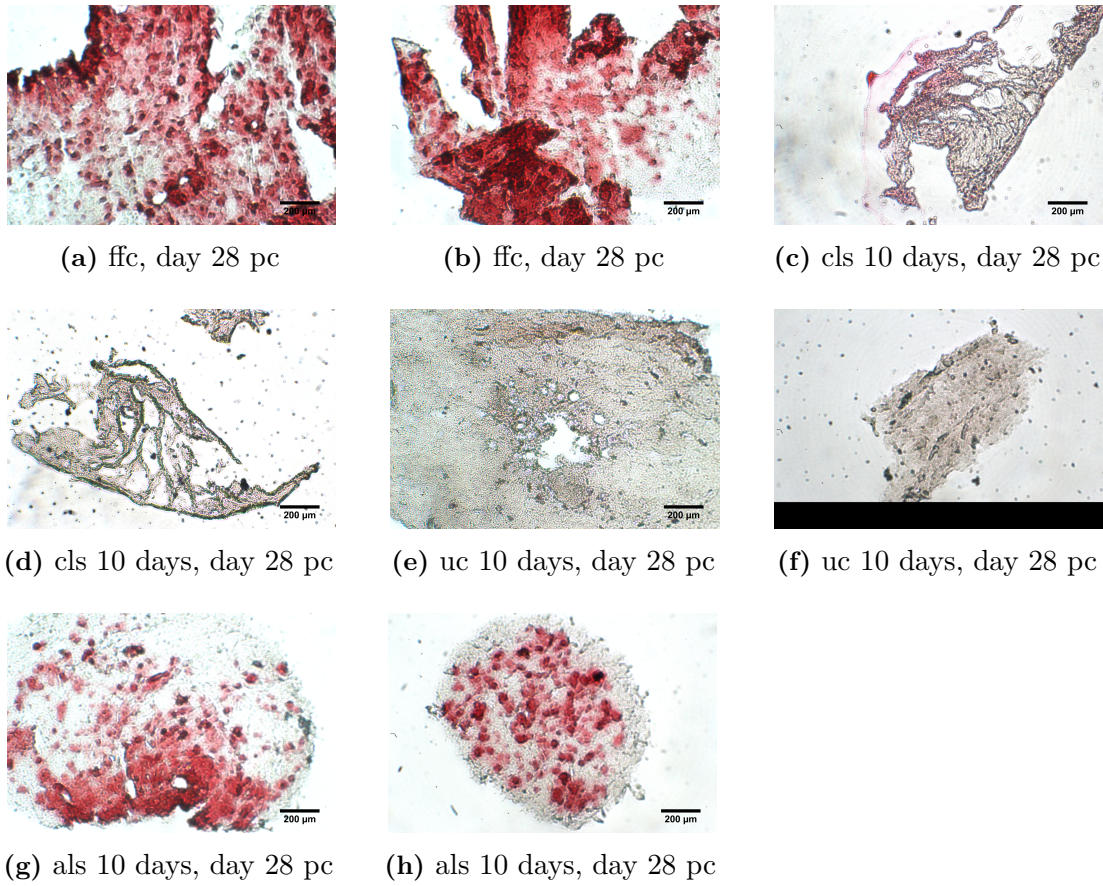 200 µm
200 µm
200 µm
(a) ffc, day 28 pc
(b) ffc, day 28 pc
(c) cls 10 days, day 28 pc
200 µm
200 µm
(d) cls 10 days, day 28 pc
(e) uc 10 days, day 28 pc
(f) uc 10 days, day 28 pc
200 µm
200 µm
(g) als 10 days, day 28 pc
(h) als 10 days, day 28 pc